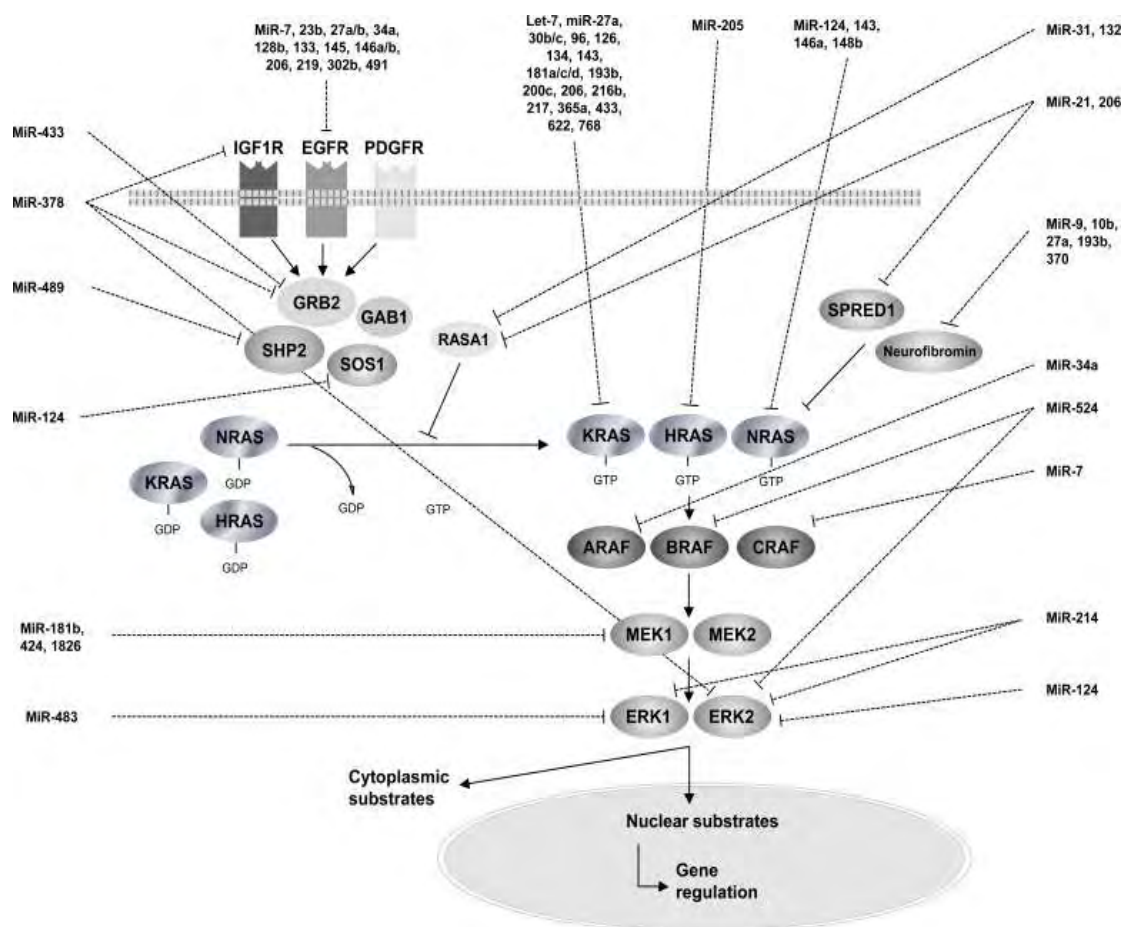 MiR-7, 23b, 27a/b, 34a,
128b, 133, 145, 146a/b,
206, 219, 302b, 491
Let-7, miR-27a,
30b/c, 96, 126,
134, 143,
181a/c/d, 193b,
200c, 206, 216b,
217, 365a, 433,
622, 768
MiR-205
MiR-124, 143,
146a, 148b
MiR-31, 132
MiR-21, 206
MiR-433
IGF1R EGFR PDGFR
MiR-378
MiR-9, 10b,
27a, 193b,
370
MiR-489
GRB2
GAB1
SHP2
SOS1
RASA1
SPRED1
Neurofibromin
MiR-34a
MiR-124
MiR-524
NRAS
GDP
KRAS
GDP
HRAS
GDP
GDP
GTP
KRAS HRAS NRAS
GTP GTP GTP
MiR-7
ARAF BRAF CRAF
MiR-181b,
424, 1826
MEK1 MEK2
MiR-214
MiR-483
ERK1 ERK2
MiR-124
Cytoplasmic
substrates
Nuclear substrates
Gene
regulation